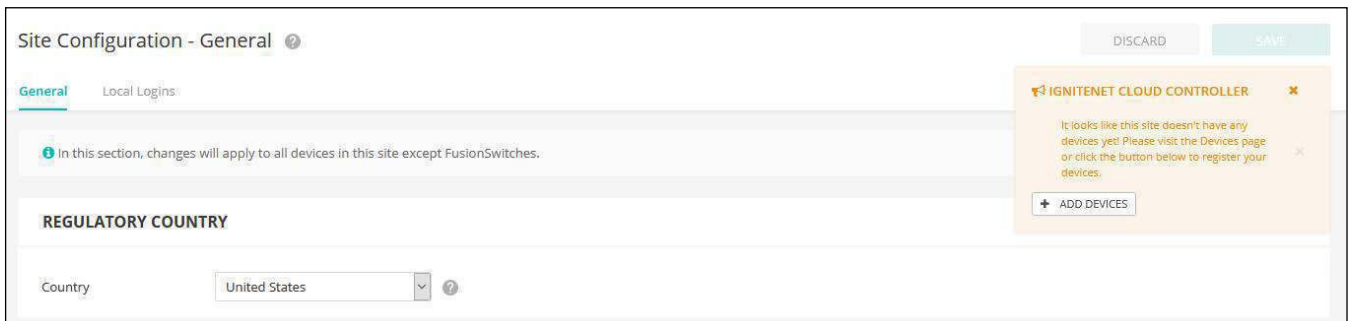 Site Configuration - General
DISCARD
SAVE
General
Local Logins
IGNITENET CLOUD CONTROLLER
It looks like this site doesn't have any
devices yet! Please visit the Devices page
or click the button below to register your
devices.
+ ADD DEVICES
In this section, changes will apply to all devices in this site except FusionSwitches.
REGULATORY COUNTRY
Country
United States